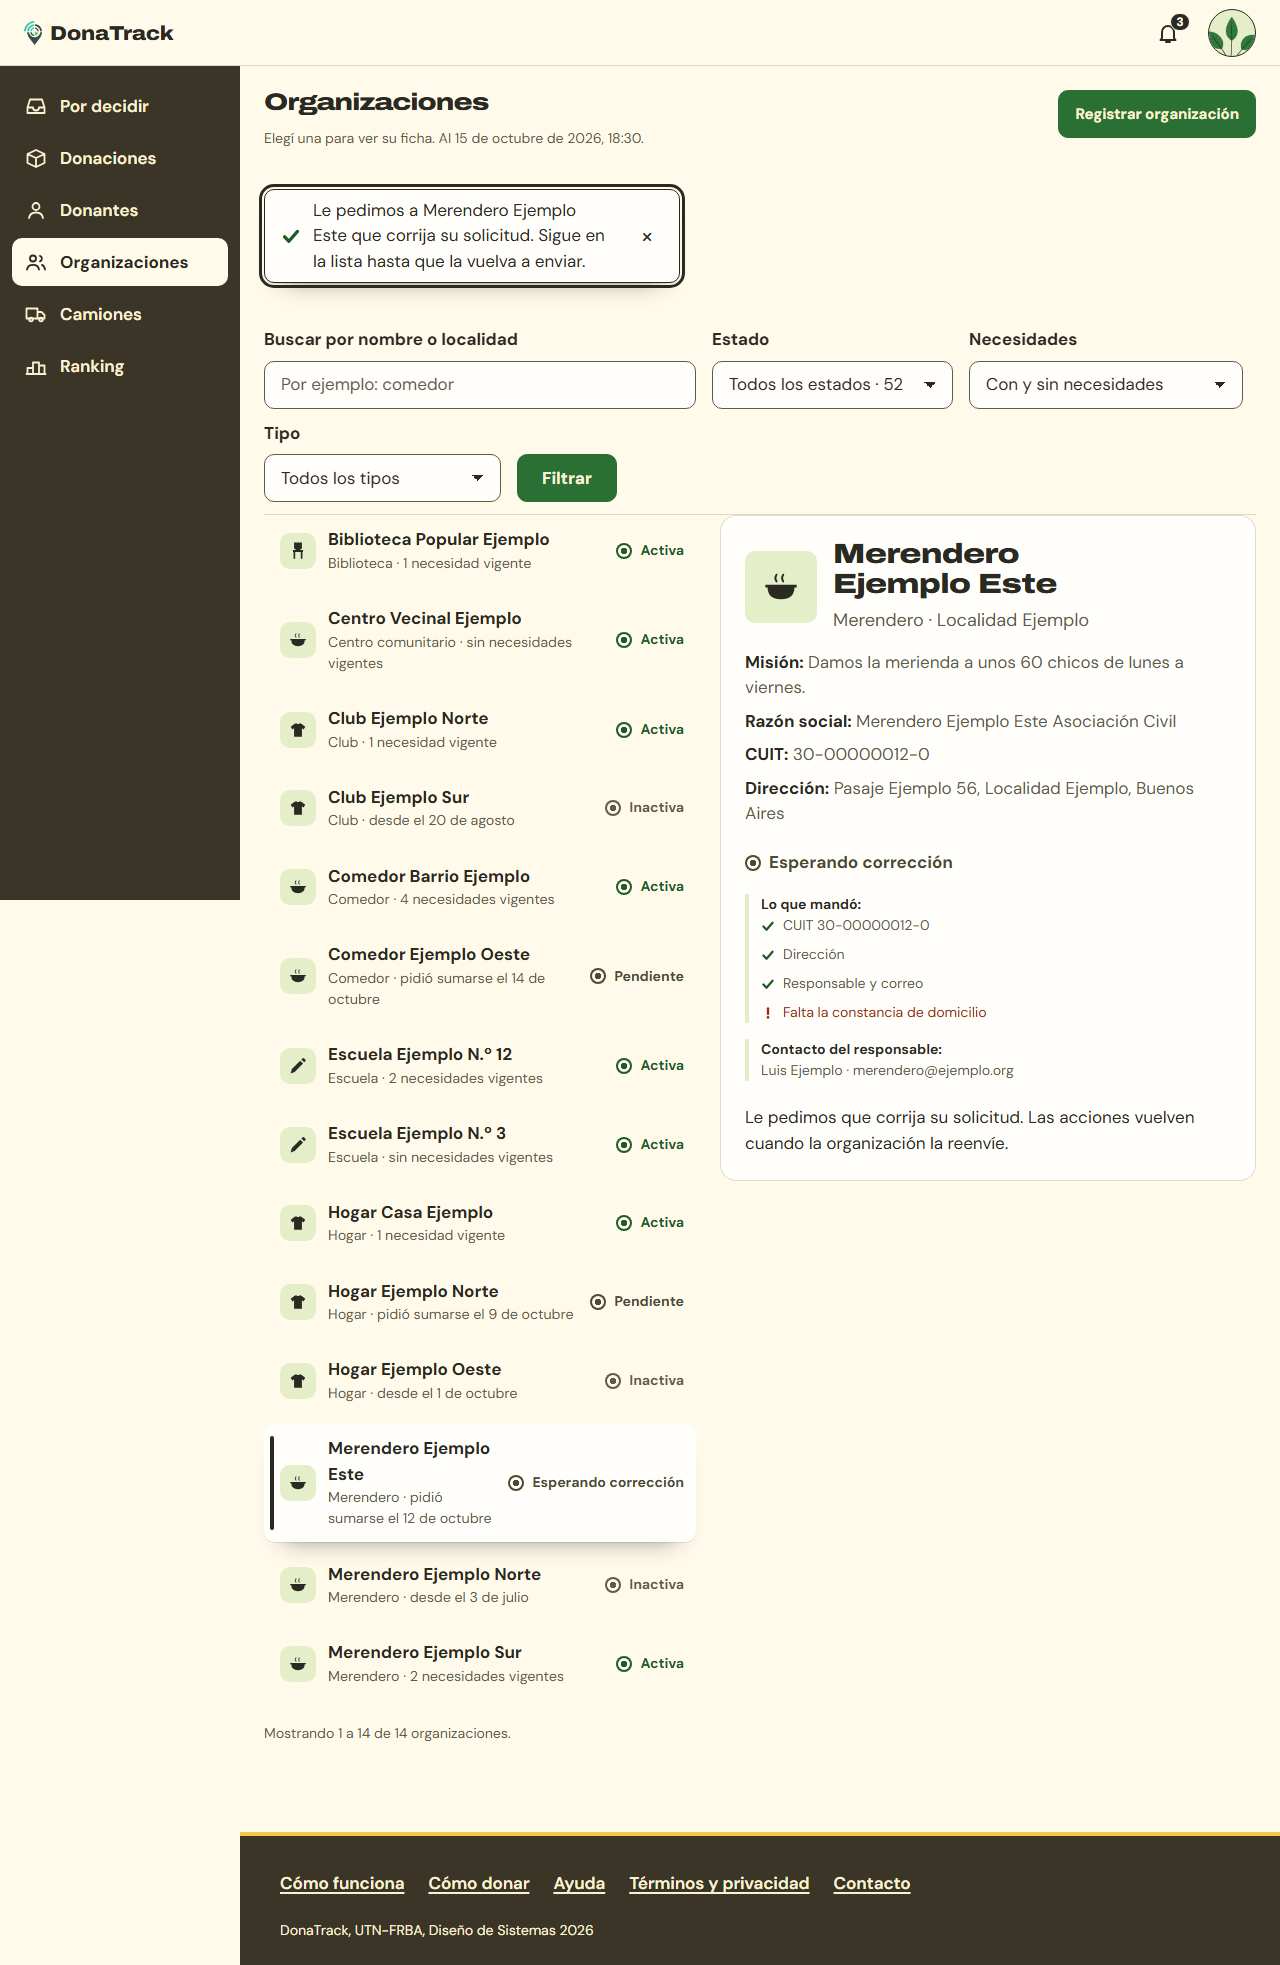 DonaTrack
3
Por decidir
Donaciones
Donantes
Organizaciones
Camiones
Ranking
Organizaciones
Elegí una para ver su ficha. Al 15 de octubre de 2026, 18:30.
Registrar organización
Le pedimos a Merendero Ejemplo
Este que corrija su solicitud. Sigue en
la lista hasta que la vuelva a enviar.
Buscar por nombre o localidad
Por ejemplo: comedor
Estado
Todos los estados · 52
Necesidades
Con y sin necesidades
Tipo
Todos los tipos
Filtrar
Biblioteca Popular Ejemplo
Biblioteca · 1 necesidad vigente
Activa
Centro Vecinal Ejemplo
Centro comunitario · sin necesidades
vigentes
Activa
Club Ejemplo Norte
Club · 1 necesidad vigente
Activa
Club Ejemplo Sur
Club · desde el 20 de agosto
Inactiva
Comedor Barrio Ejemplo
Comedor · 4 necesidades vigentes
Activa
Comedor Ejemplo Oeste
Comedor · pidió sumarse el 14 de
octubre
Pendiente
Escuela Ejemplo N.º 12
Escuela · 2 necesidades vigentes
Activa
Escuela Ejemplo N.º 3
Escuela · sin necesidades vigentes
Activa
Hogar Casa Ejemplo
Hogar · 1 necesidad vigente
Activa
Hogar Ejemplo Norte
Hogar · pidió sumarse el 9 de octubre
Pendiente
Hogar Ejemplo Oeste
Hogar · desde el 1 de octubre
Inactiva
Merendero Ejemplo
Este
Merendero · pidió
sumarse el 12 de octubre
Esperando corrección
Merendero Ejemplo Norte
Merendero · desde el 3 de julio
Inactiva
Merendero Ejemplo Sur
Merendero · 2 necesidades vigentes
Activa
Mostrando 1 a 14 de 14 organizaciones.
Merendero
Ejemplo Este
Merendero · Localidad Ejemplo
Misión: Damos la merienda a unos 60 chicos de lunes a
viernes.
Razón social: Merendero Ejemplo Este Asociación Civil
CUIT: 30-00000012-0
Dirección: Pasaje Ejemplo 56, Localidad Ejemplo, Buenos
Aires
Esperando corrección
Lo que mandó:
CUIT 30-00000012-0
Dirección
Responsable y correo
Falta la constancia de domicilio
Contacto del responsable:
Luis Ejemplo · merendero@ejemplo.org
Le pedimos que corrija su solicitud. Las acciones vuelven
cuando la organización la reenvíe.
Cómo funciona
Cómo donar
Ayuda
Términos y privacidad
Contacto
DonaTrack, UTN-FRBA, Diseño de Sistemas 2026